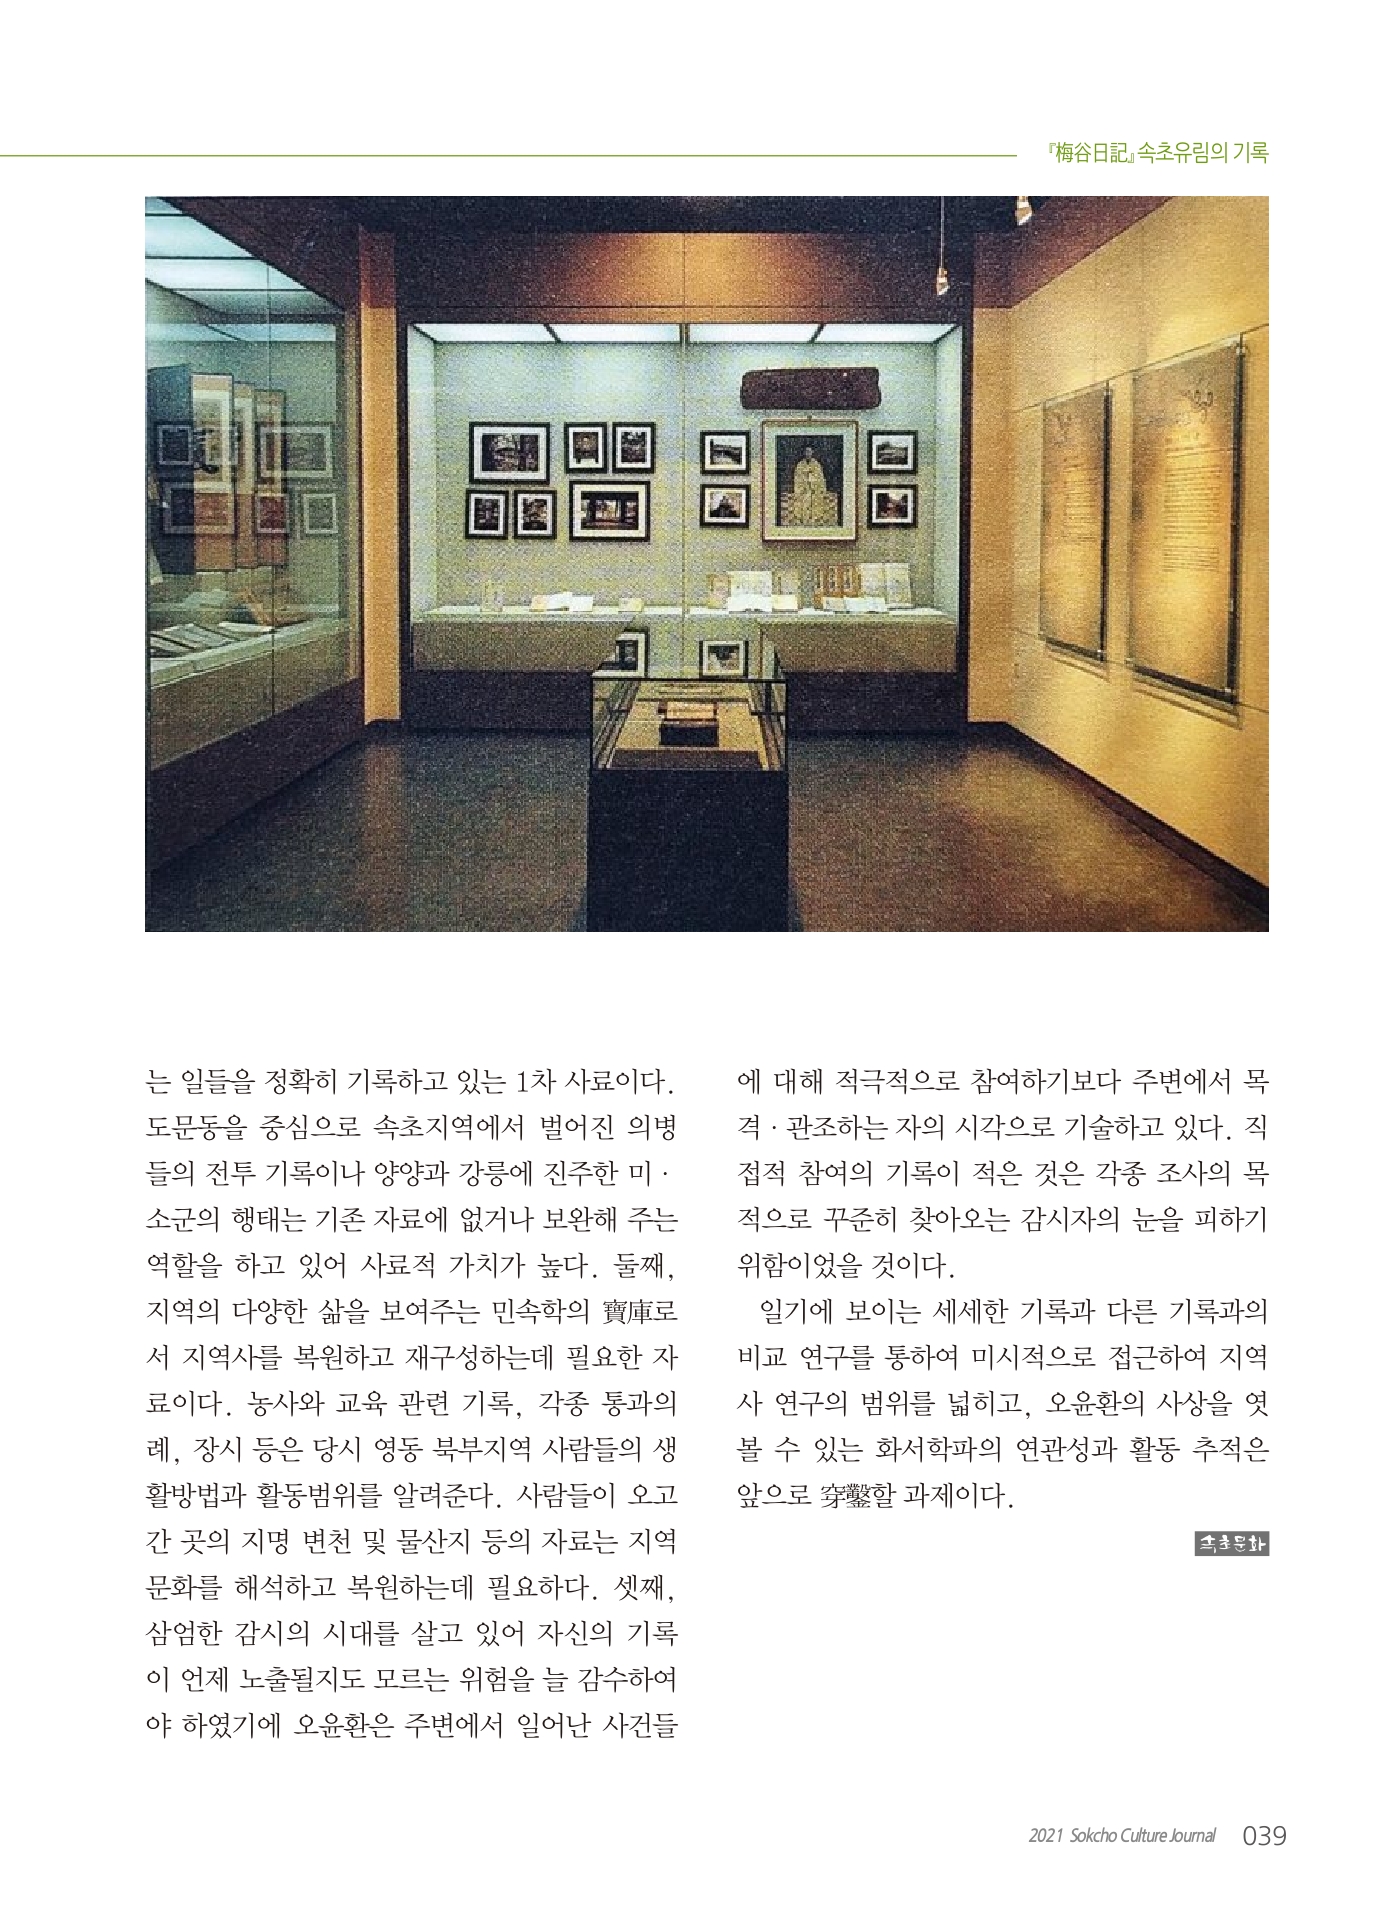 『梅谷日記』속초유림의 기록
는 일들을 정확히 기록하고 있는 1차 사료이다.
도문동을 중심으로 속초지역에서 벌어진 의병
들의 전투 기록이나 양양과 강릉에 진주한 미 ·
소군의 행태는 기존 자료에 없거나 보완해 주는
역할을 하고 있어 사료적 가치가 높다. 둘째,
지역의 다양한 삶을 보여주는 민속학의 寶庫로
서 지역사를 복원하고 재구성하는데 필요한 자
료이다. 농사와 교육 관련 기록, 각종 통과의
례, 장시 등은 당시 영동 북부지역 사람들의 생
활방법과 활동범위를 알려준다. 사람들이 오고
간 곳의 지명 변천 및 물산지 등의 자료는 지역
문화를 해석하고 복원하는데 필요하다. 셋째,
삼엄한 감시의 시대를 살고 있어 자신의 기록
이 언제 노출될지도 모르는 위험을 늘 감수하여
야 하였기에 오윤환은 주변에서 일어난 사건들
에 대해 적극적으로 참여하기보다 주변에서 목
격 · 관조하는 자의 시각으로 기술하고 있다. 직
접적 참여의 기록이 적은 것은 각종 조사의 목
적으로 꾸준히 찾아오는 감시자의 눈을 피하기
위함이었을 것이다.
일기에 보이는 세세한 기록과 다른 기록과의
비교 연구를 통하여 미시적으로 접근하여 지역
사 연구의 범위를 넓히고, 오윤환의 사상을 엿
볼 수 있는 화서학파의 연관성과 활동 추적은
앞으로 穿鑿할 과제이다.
속초문화
2021 Sokcho Culture Journal 039